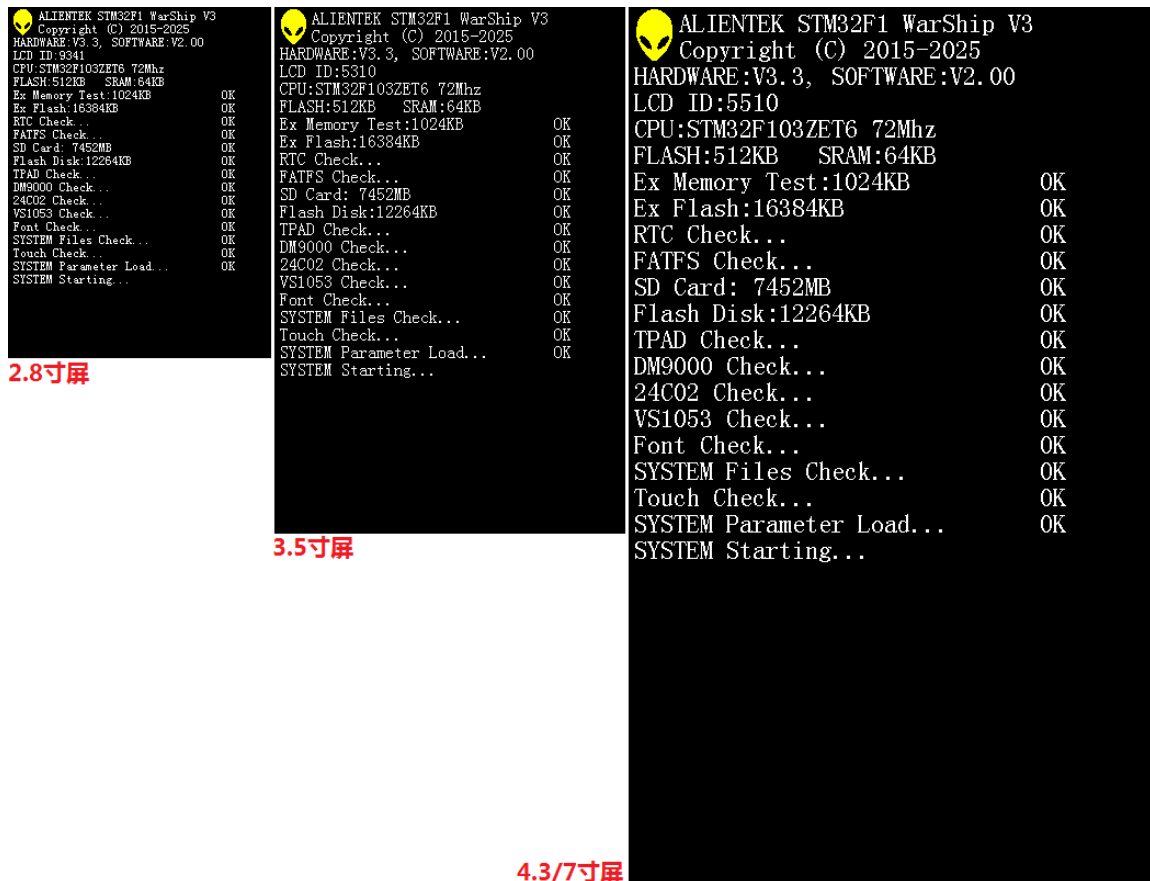 ALIENTEK STM32F1 WarShip V3
Copyright (C) 2015-2025
HARDWARE:V3.3, SOFTWARE:V2.00
LCD ID:9341
CPU:STM32F103ZET6 72Mhz
FLASH:512KB SRAM:64KB
Ex Memory Test:1024KB OK
Ex Flash:16384KB OK
RTC Check... OK
FATFS Check... OK
SD Card: 7452MB OK
Flash Disk:12264KB OK
TPAD Check... OK
DM9000 Check... OK
24C02 Check... OK
VS1053 Check... OK
Font Check... OK
SYSTEM Files Check... OK
Touch Check... OK
SYSTEM Parameter Load... OK
SYSTEM Starting...
2.8寸屏
ALIENTEK STM32F1 WarShip V3
Copyright (C) 2015-2025
HARDWARE:V3.3, SOFTWARE:V2.00
LCD ID:5310
CPU:STM32F103ZET6 72Mhz
FLASH:512KB SRAM:64KB
Ex Memory Test:1024KB OK
Ex Flash:16384KB OK
RTC Check... OK
FATFS Check... OK
SD Card: 7452MB OK
Flash Disk:12264KB OK
TPAD Check... OK
DM9000 Check... OK
24C02 Check... OK
VS1053 Check... OK
Font Check... OK
SYSTEM Files Check... OK
Touch Check... OK
SYSTEM Parameter Load... OK
SYSTEM Starting...
3.5寸屏
ALIENTEK STM32F1 WarShip V3
Copyright (C) 2015-2025
HARDWARE:V3.3, SOFTWARE:V2.00
LCD ID:5510
CPU:STM32F103ZET6 72Mhz
FLASH:512KB SRAM:64KB
Ex Memory Test:1024KB OK
Ex Flash:16384KB OK
RTC Check... OK
FATFS Check... OK
SD Card: 7452MB OK
Flash Disk:12264KB OK
TPAD Check... OK
DM9000 Check... OK
24C02 Check... OK
VS1053 Check... OK
Font Check... OK
SYSTEM Files Check... OK
Touch Check... OK
SYSTEM Parameter Load... OK
SYSTEM Starting...
4.3/7寸屏